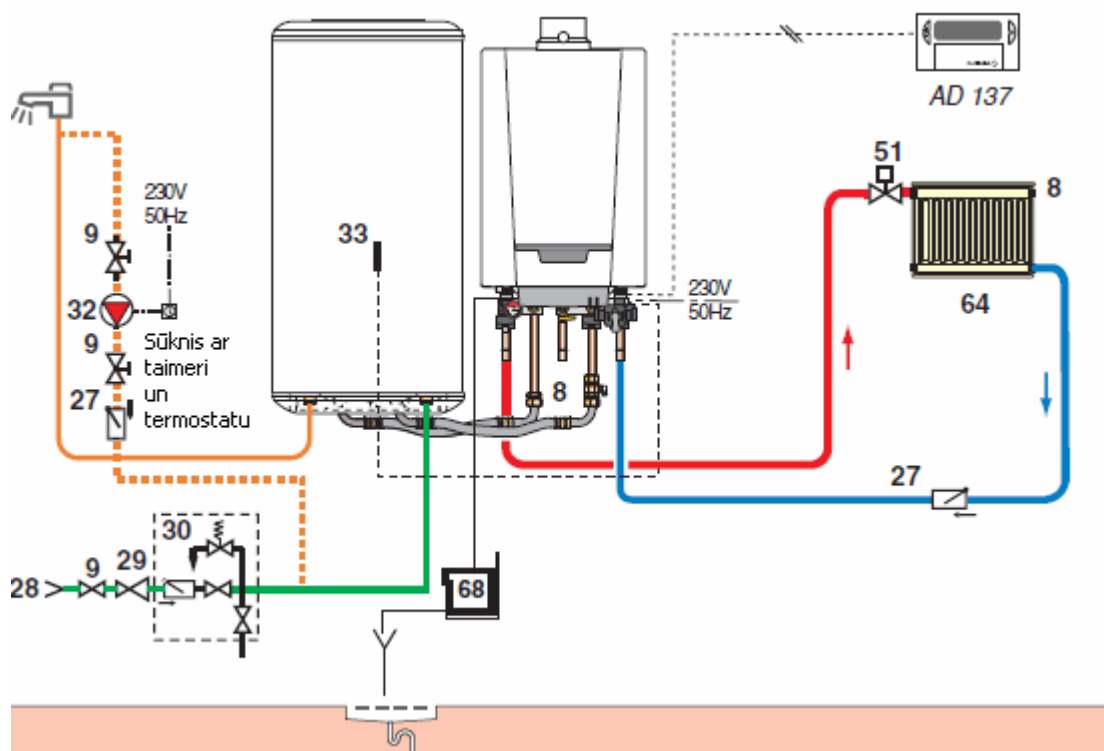 AD 137
51
8
230V
50Hz
9
33
32
230V
50Hz
64
9
Sūknis ar
taimeri
un
termostatu
27
8
27
30
28
9
29
68